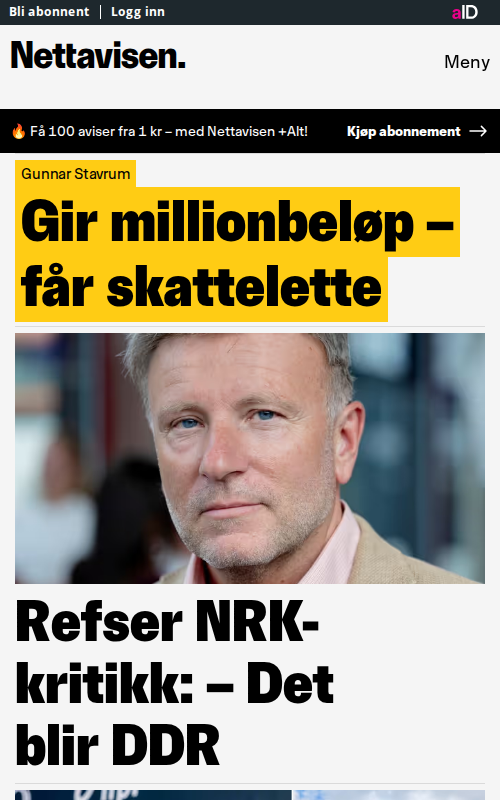 Bli abonnent | Logg inn
aID
Nettavisen.
Meny
🔥 Få 100 aviser fra 1 kr – med Nettavisen +Alt!
Kjøp abonnement →
Gunnar Stavrum
Gir millionbeløp –
får skattelette
Refser NRK-
kritikk: – Det
blir DDR